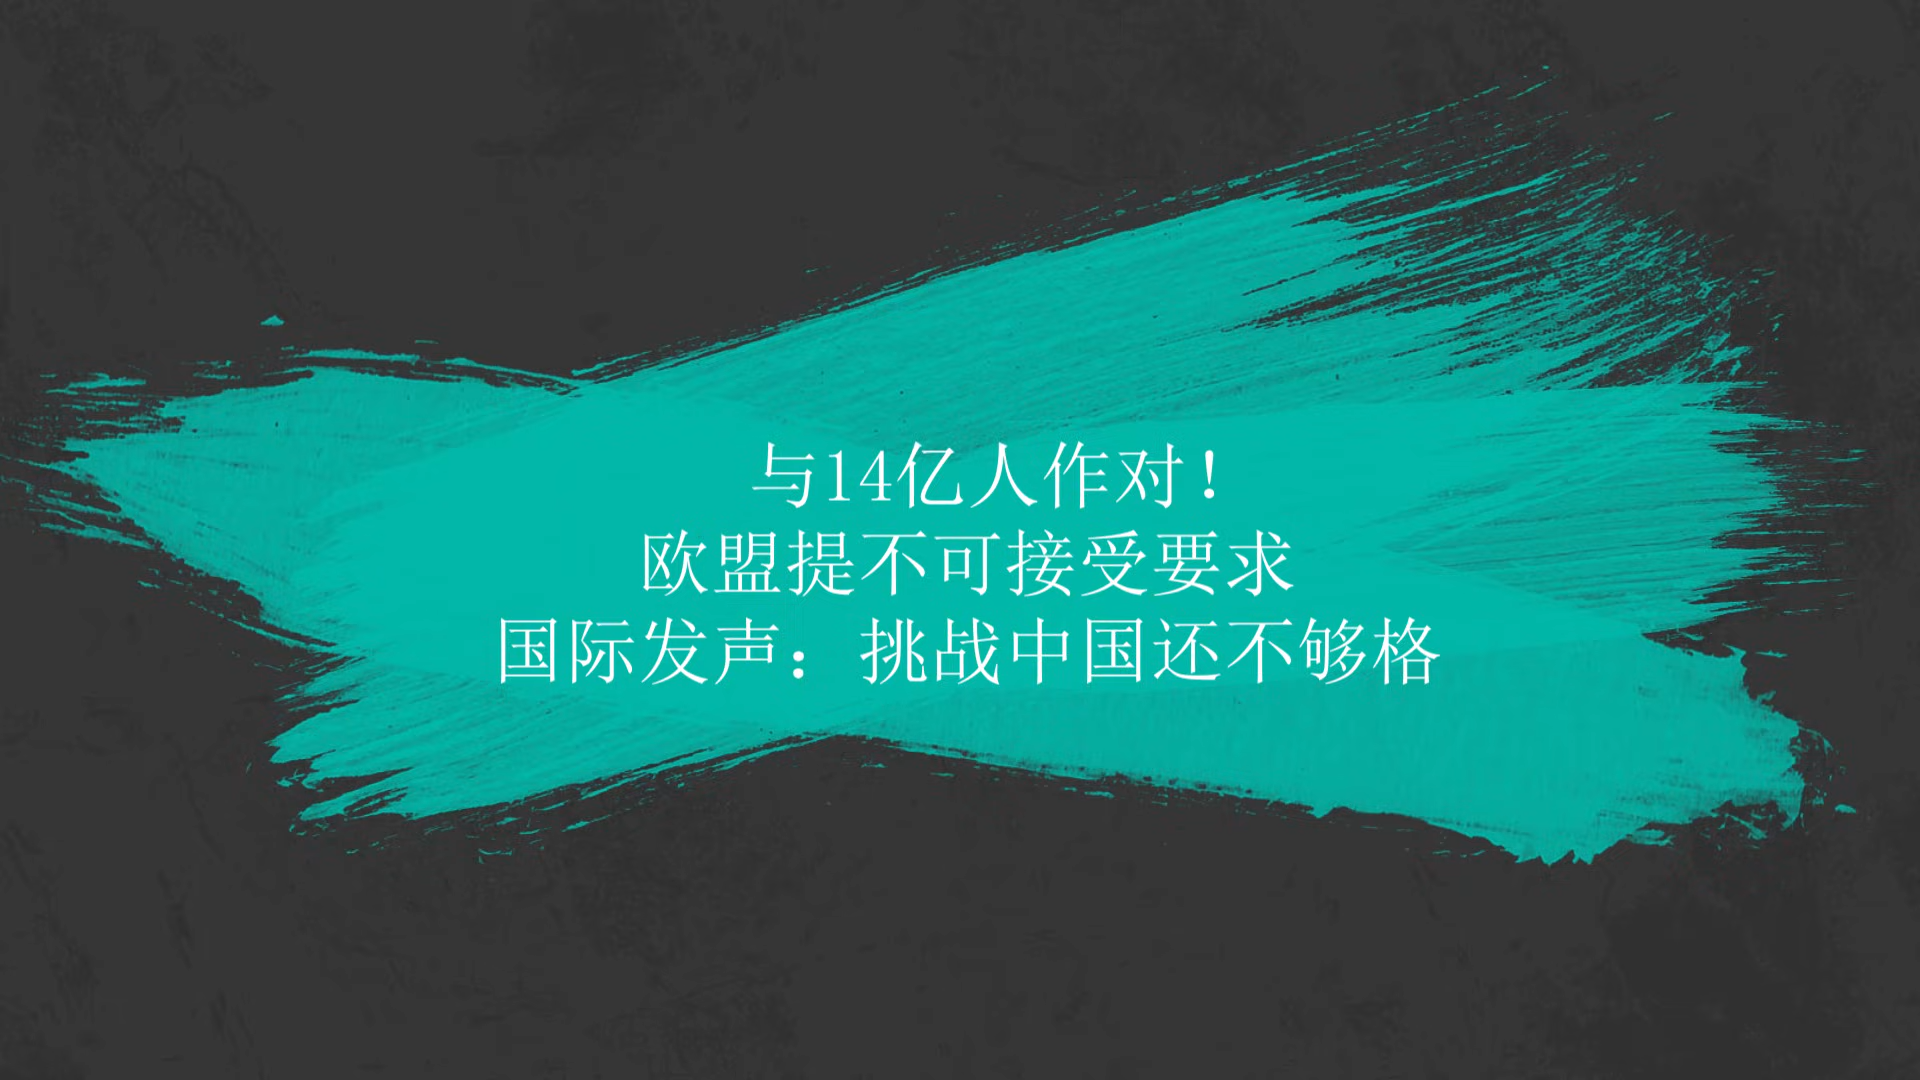 与14亿人作对！
欧盟提不可接受要求
国际发声：挑战中国还不够格